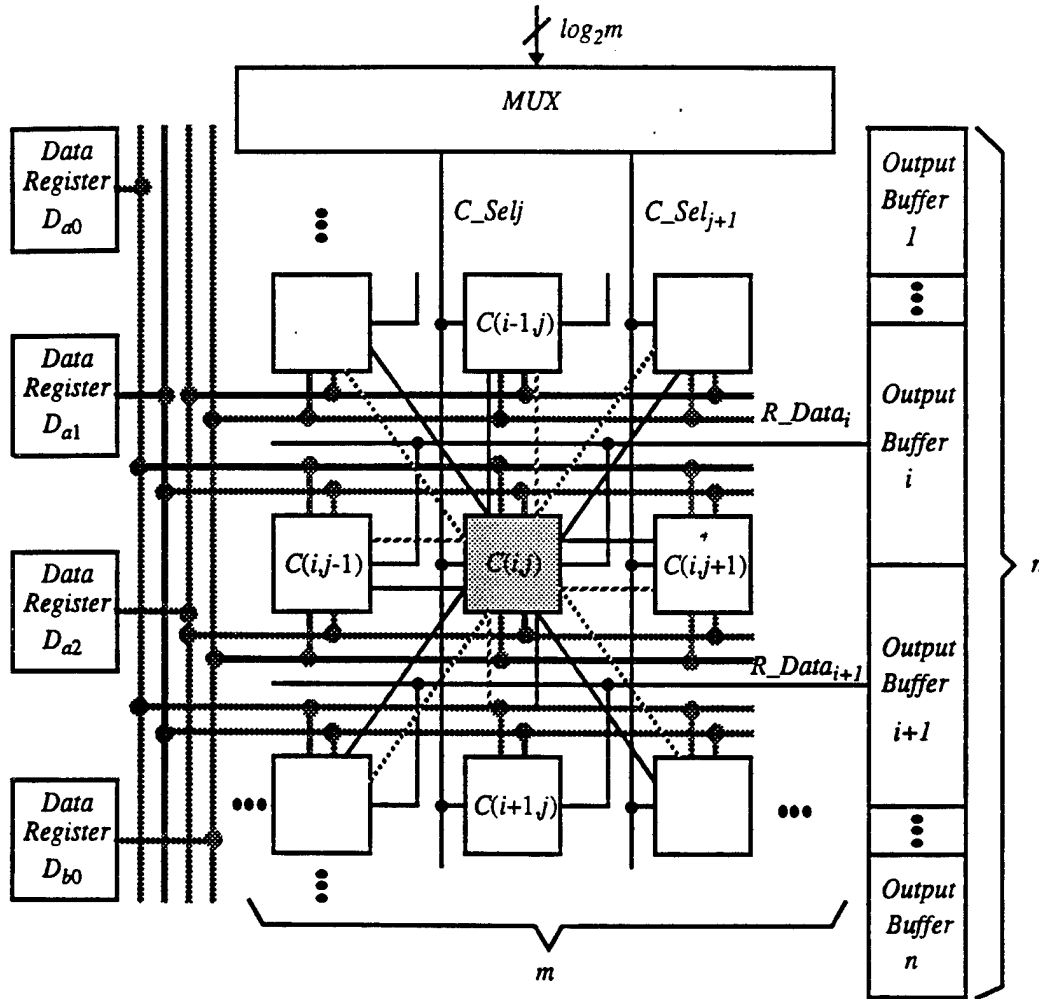 log2m
MUX
Data
Register
Da0
C_Selj
C_Selj+1
Output
Buffer
1
C(i-1,j)
Data
Register
Da1
R_Datai
Output
Buffer
i
C(i,j-1)
C(i,j)
C(i,j+1)
n
Data
Register
Da2
R_Datai+1
Output
Buffer
i+1
Data
Register
Db0
C(i+1,j)
Output
Buffer
n
m